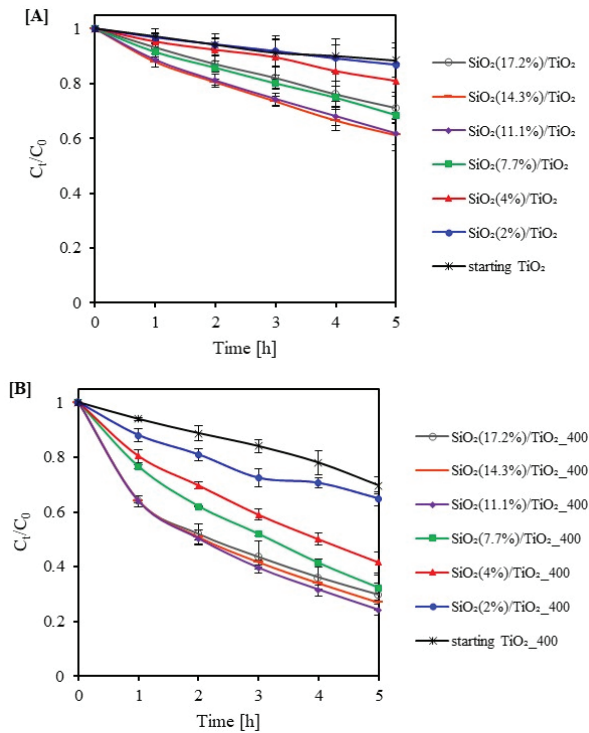 [A]
1
0.8
0.6
0.4
0.2
0
Cₜ/C₀
0 1 2 3 4 5
Time [h]
SiO₂(17.2%)/TiO₂
SiO₂(14.3%)/TiO₂
SiO₂(11.1%)/TiO₂
SiO₂(7.7%)/TiO₂
SiO₂(4%)/TiO₂
SiO₂(2%)/TiO₂
starting TiO₂
[B]
1
0.8
0.6
0.4
0.2
0
Cₜ/C₀
0 1 2 3 4 5
Time [h]
SiO₂(17.2%)/TiO₂_400
SiO₂(14.3%)/TiO₂_400
SiO₂(11.1%)/TiO₂_400
SiO₂(7.7%)/TiO₂_400
SiO₂(4%)/TiO₂_400
SiO₂(2%)/TiO₂_400
starting TiO₂_400